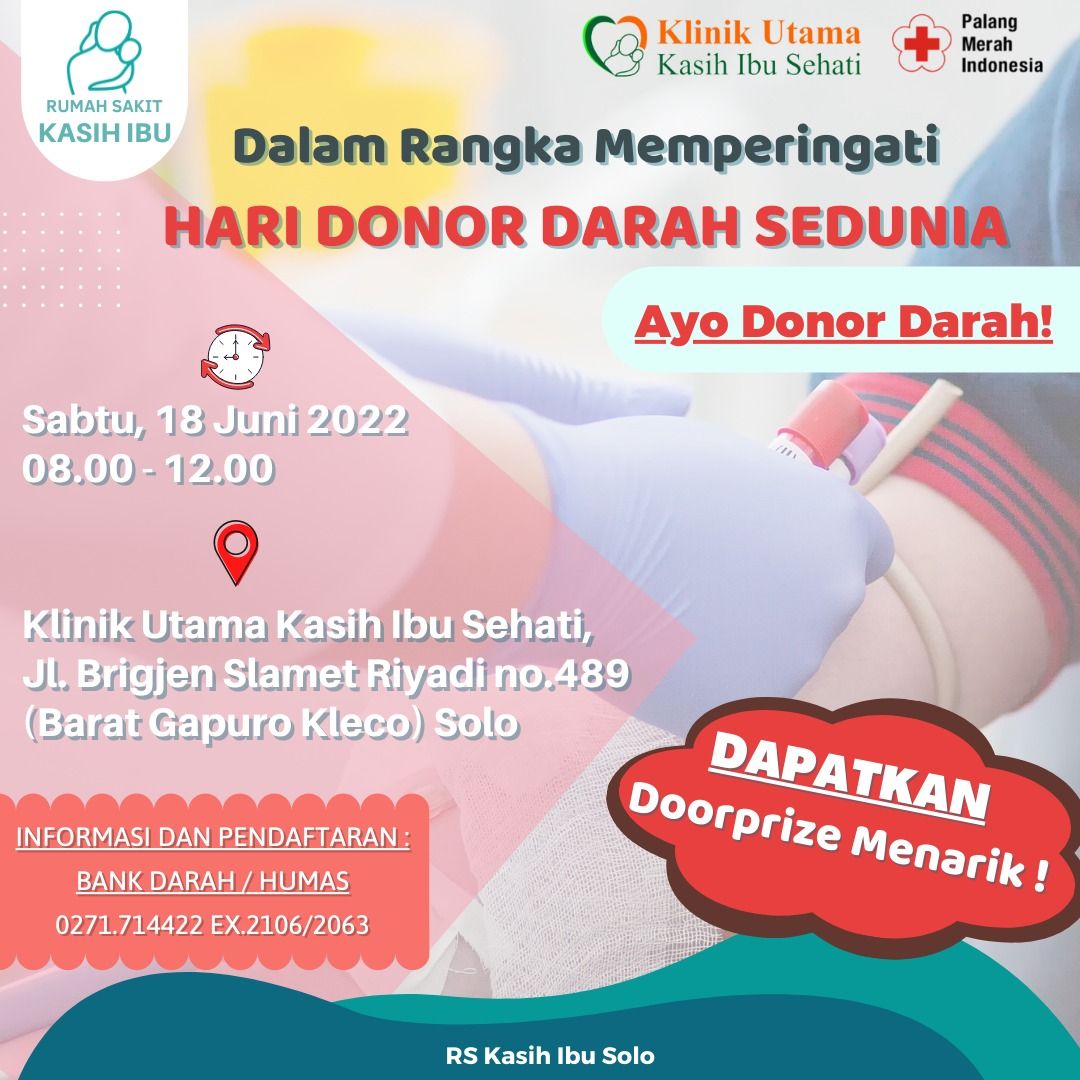 RUMAH SAKIT
KASIH IBU
Klinik Utama
Kasih Ibu Sehati
Palang
Merah
Indonesia
Dalam Rangka Memperingati
HARI DONOR DARAH SEDUNIA
Ayo Donor Darah!
Sabtu, 18 Juni 2022
08.00 - 12.00
Klinik Utama Kasih Ibu Sehati,
Jl. Brigjen Slamet Riyadi no.489
(Barat Gapuro Kleco) Solo
DAPATKAN
Doorprize Menarik !
INFORMASI DAN PENDAFTARAN :
BANK DARAH / HUMAS
0271.714422 EX.2106/2063
RS Kasih Ibu Solo